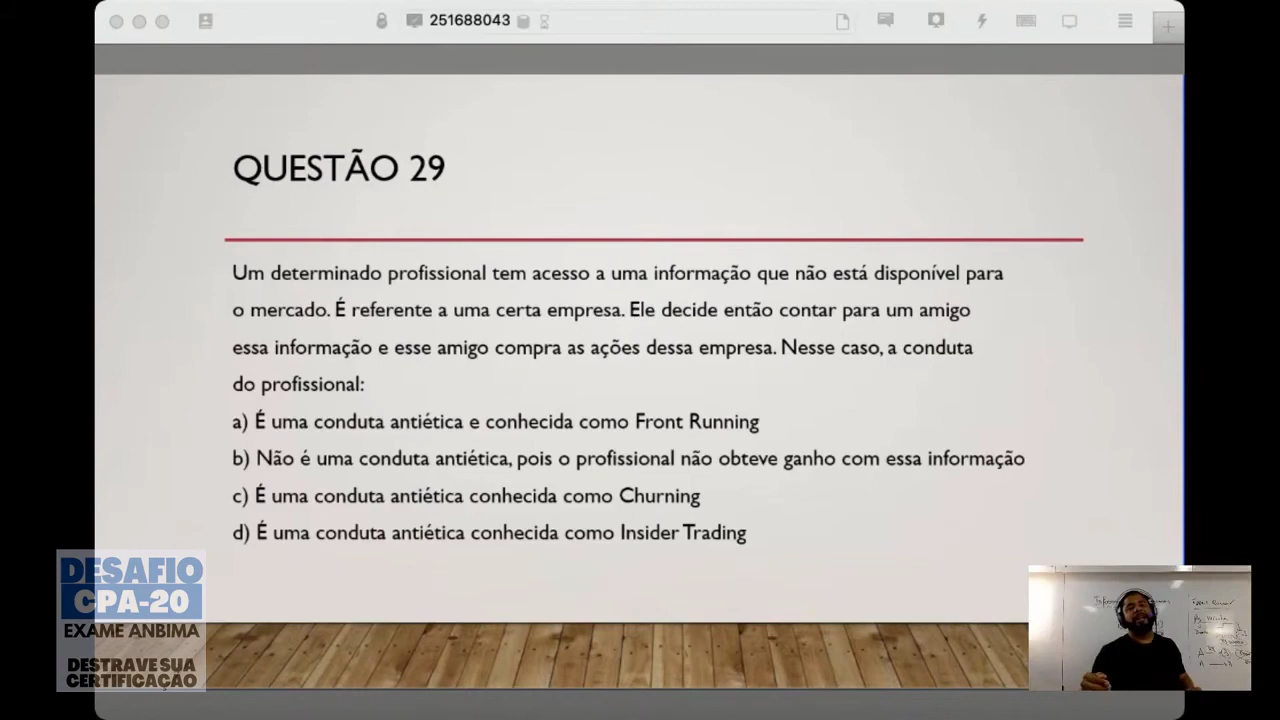 251688043
QUESTÃO 29
Um determinado profissional tem acesso a uma informação que não está disponível para
o mercado. É referente a uma certa empresa. Ele decide então contar para um amigo
essa informação e esse amigo compra as ações dessa empresa. Nesse caso, a conduta
do profissional:
a) É uma conduta antiética e conhecida como Front Running
b) Não é uma conduta antiética, pois o profissional não obteve ganho com essa informação
c) É uma conduta antiética conhecida como Churning
d) É uma conduta antiética conhecida como Insider Trading
DESAFIO
CPA-20
EXAME ANBIMA
DESTRAVE SUA
CERTIFICAÇÃO